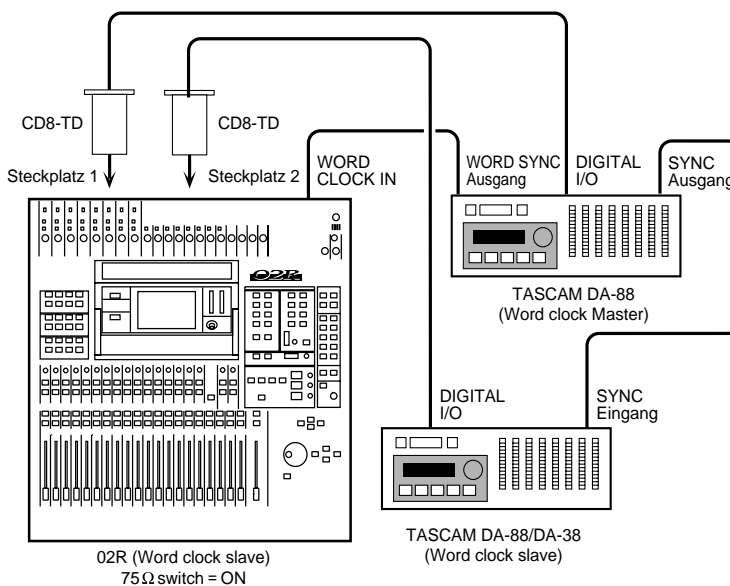 CD8-TD
CD8-TD
Steckplatz 1
Steckplatz 2
WORD
CLOCK IN
WORD SYNC
Ausgang
DIGITAL
I/O
SYNC
Ausgang
02R
TASCAM DA-88
(Word clock Master)
DIGITAL
I/O
SYNC
Eingang
TASCAM DA-88/DA-38
(Word clock slave)
02R (Word clock slave)
75Ω switch = ON